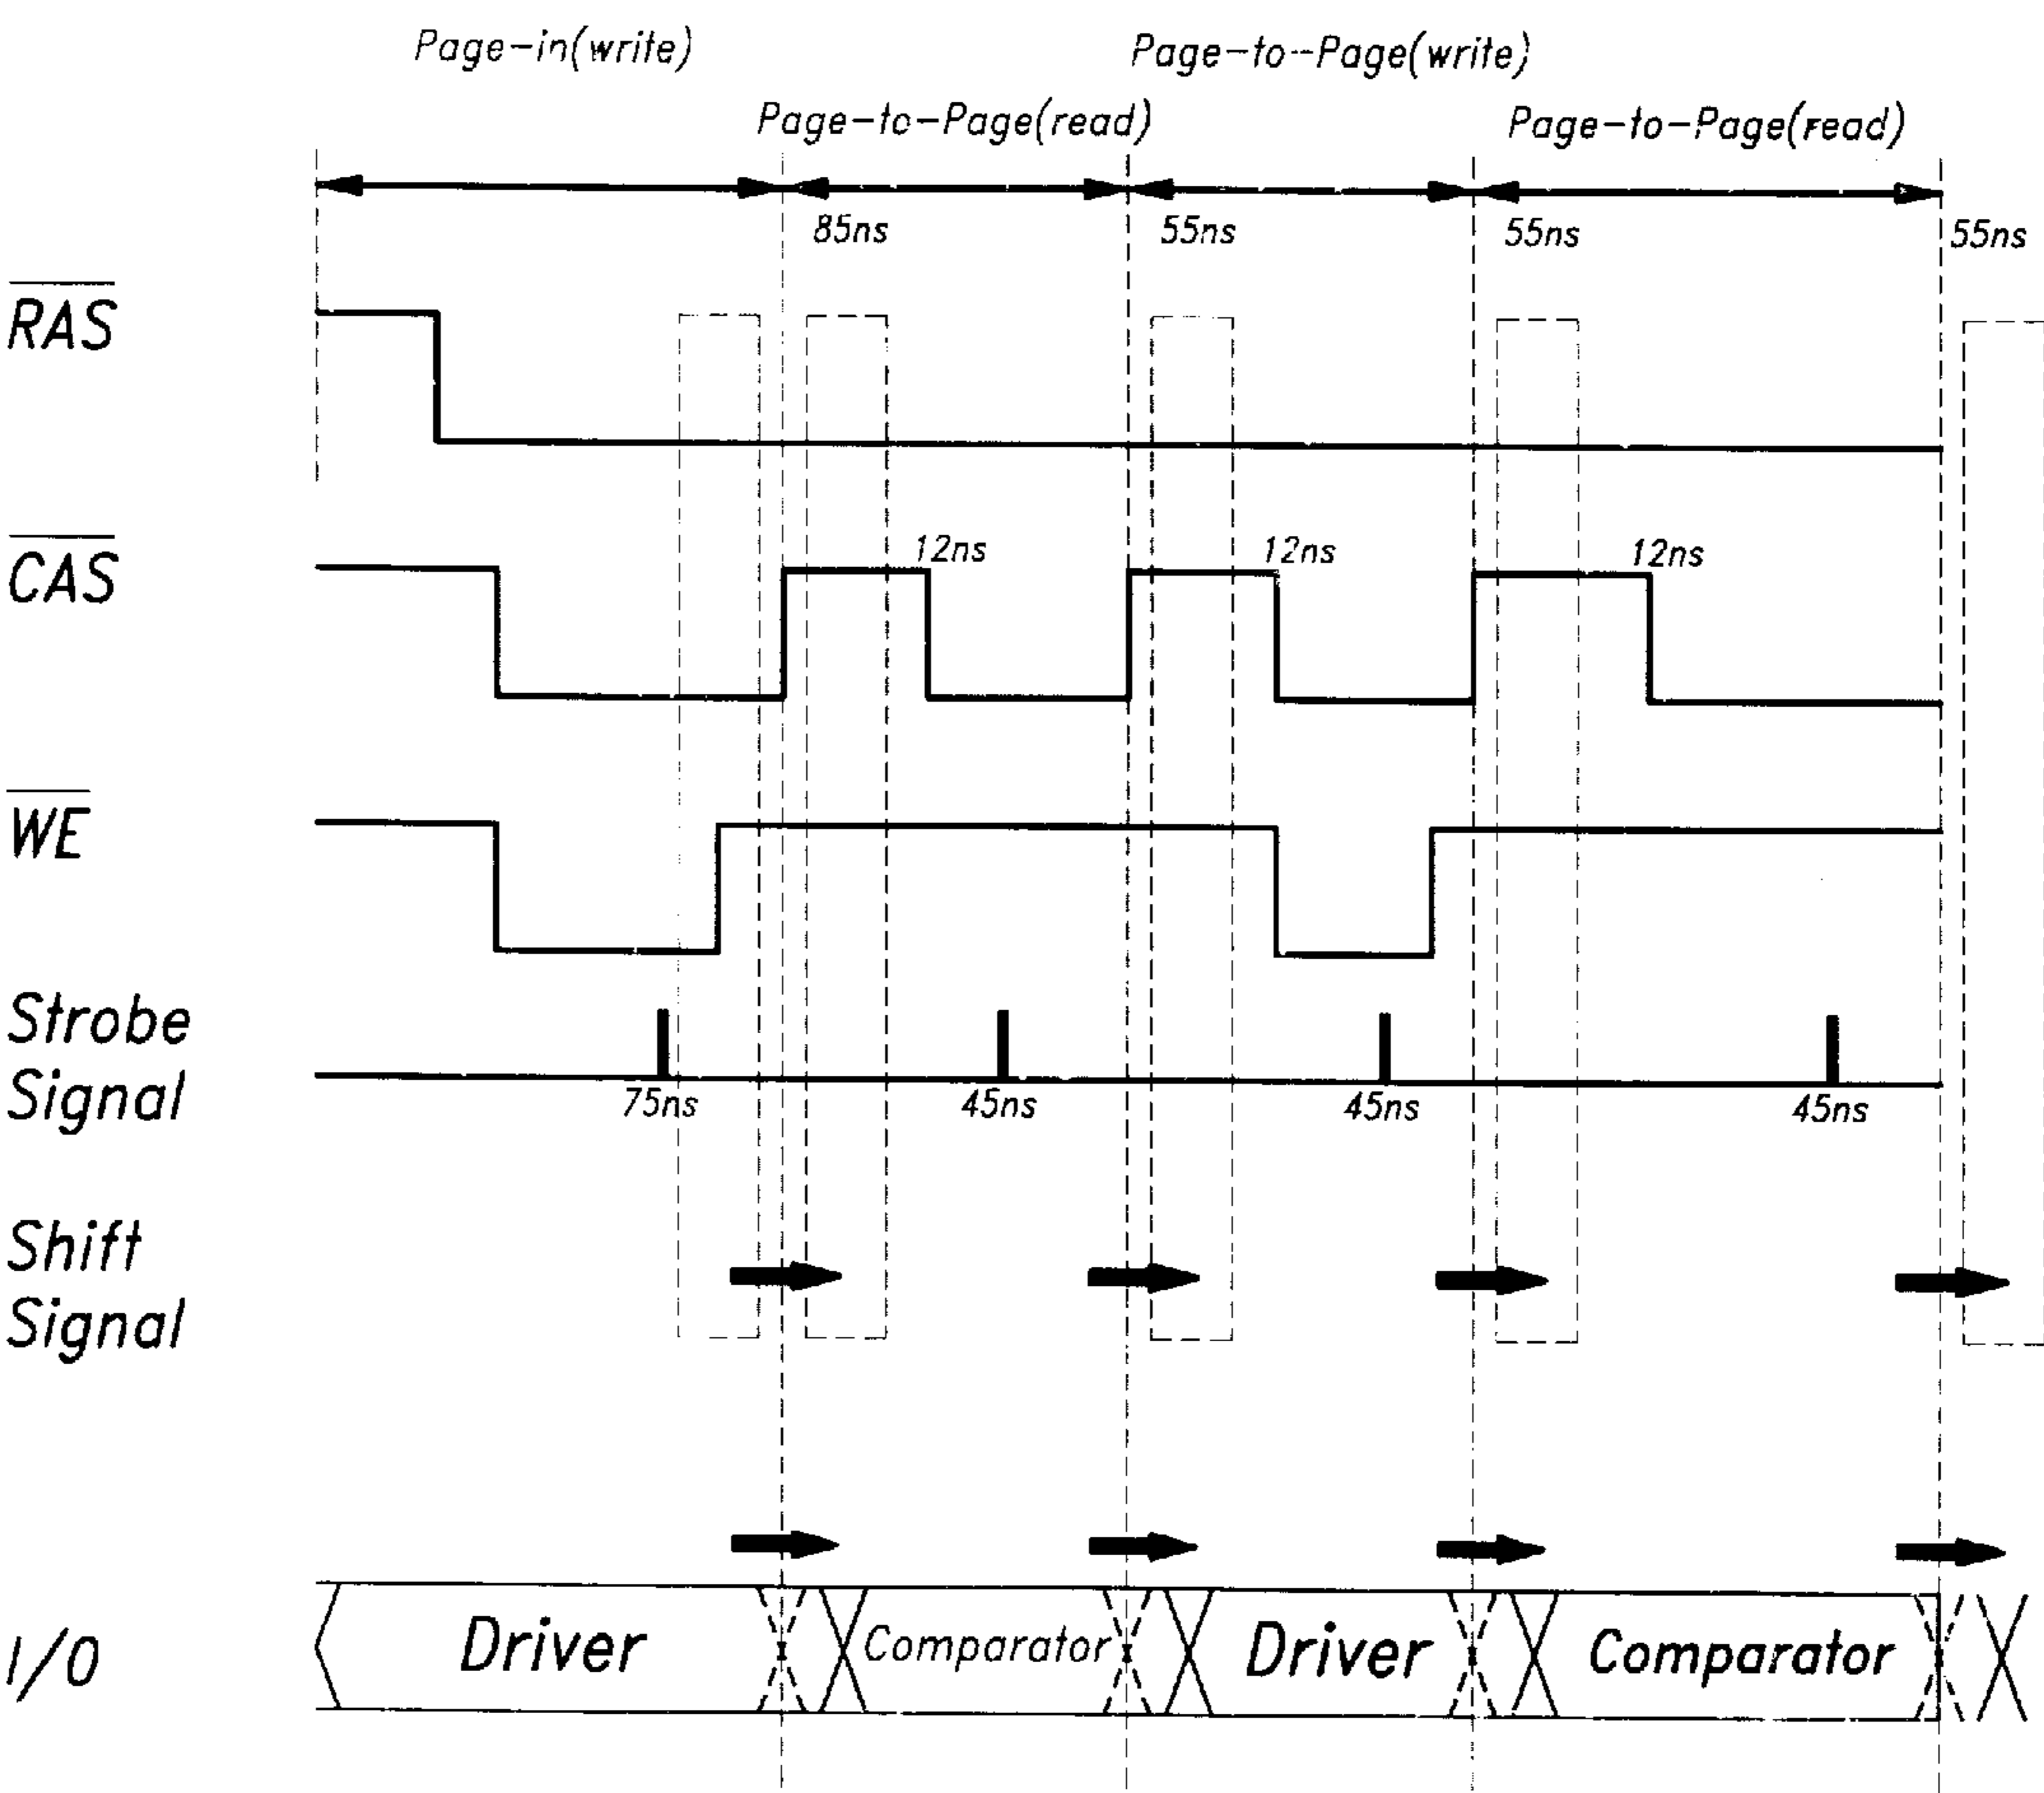 Page-in(write)
Page-to-Page(write)
Page-to-Page(read)
Page-to-Page(read)
85ns
55ns
55ns
55ns
RAS
CAS
12ns
12ns
12ns
WE
Strobe
Signal
75ns
45ns
45ns
45ns
Shift
Signal
I/O
Driver
Comparator
Driver
Comparator